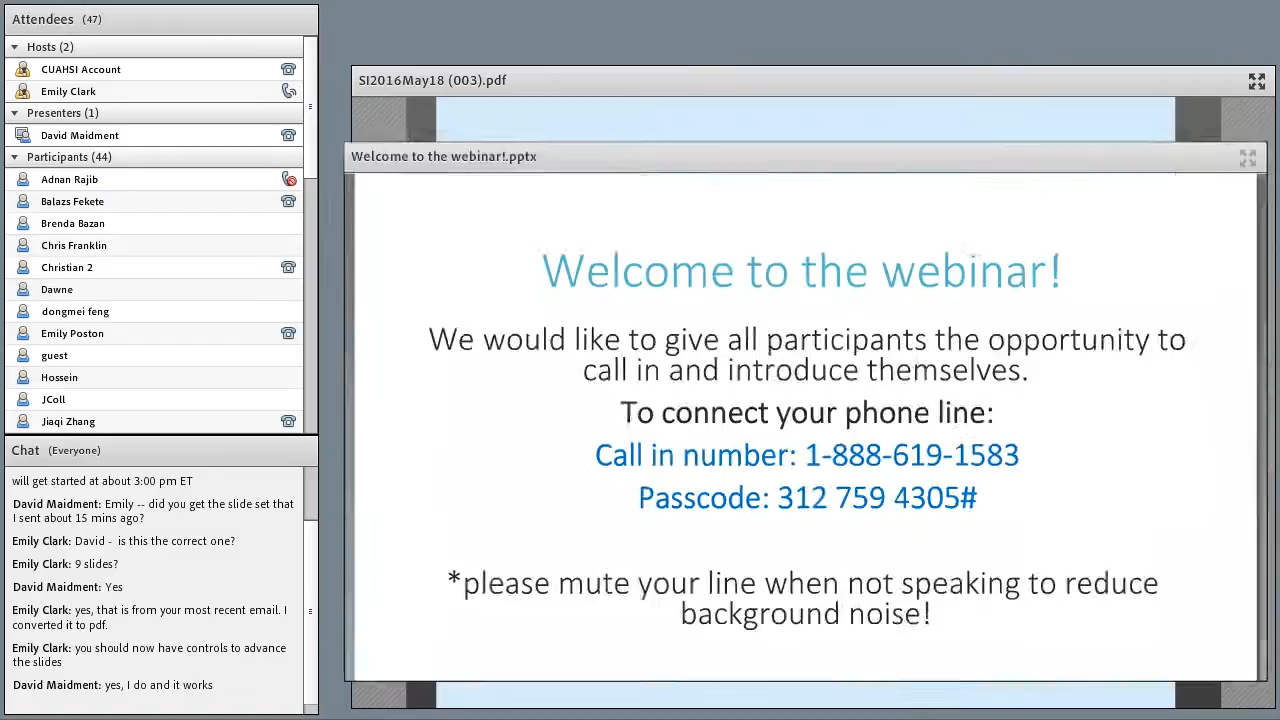 Attendees (47)
Hosts (2)
CUAHSI Account
Emily Clark
Presenters (1)
David Maidment
Participants (44)
Adnan Rajib
Balazs Fekete
Brenda Bazan
Chris Franklin
Christian 2
Dawne
dongmei feng
Emily Poston
guest
Hossein
JColl
Jiaqi Zhang
Chat (Everyone)
will get started at about 3:00 pm ET
David Maidment: Emily -- did you get the slide set that
I sent about 15 mins ago?
Emily Clark: David - is this the correct one?
Emily Clark: 9 slides?
David Maidment: Yes
Emily Clark: yes, that is from your most recent email. I
converted it to pdf.
Emily Clark: you should now have controls to advance
the slides
David Maidment: yes, I do and it works
SI2016May18 (003).pdf
Welcome to the webinar!.pptx
Welcome to the webinar!
We would like to give all participants the opportunity to
call in and introduce themselves.
To connect your phone line:
Call in number: 1-888-619-1583
Passcode: 312 759 4305#
*please mute your line when not speaking to reduce
background noise!